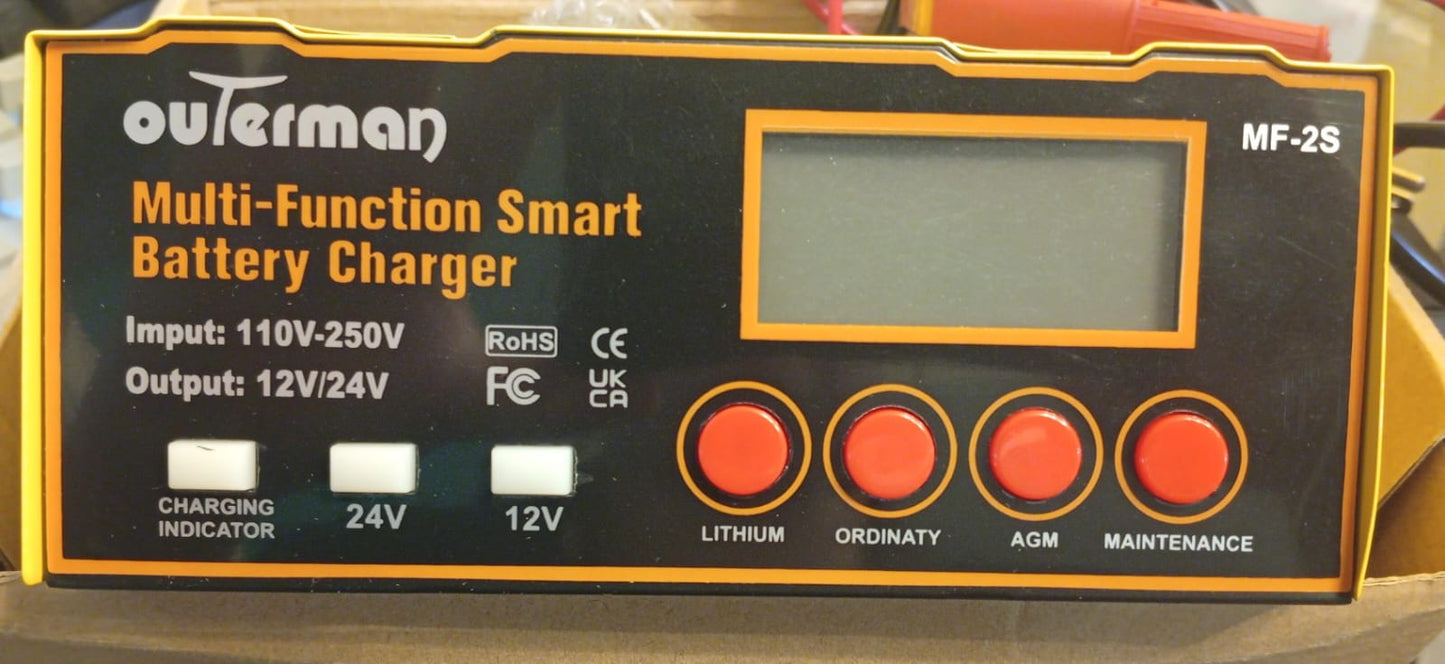 outerman
MF-2S
Multi-Function Smart
Battery Charger
Imput: 110V-250V
RoHS CE
Output: 12V/24V
FC UK
CA
CHARGING
INDICATOR
24V
12V
LITHIUM
ORDINATY
AGM
MAINTENANCE